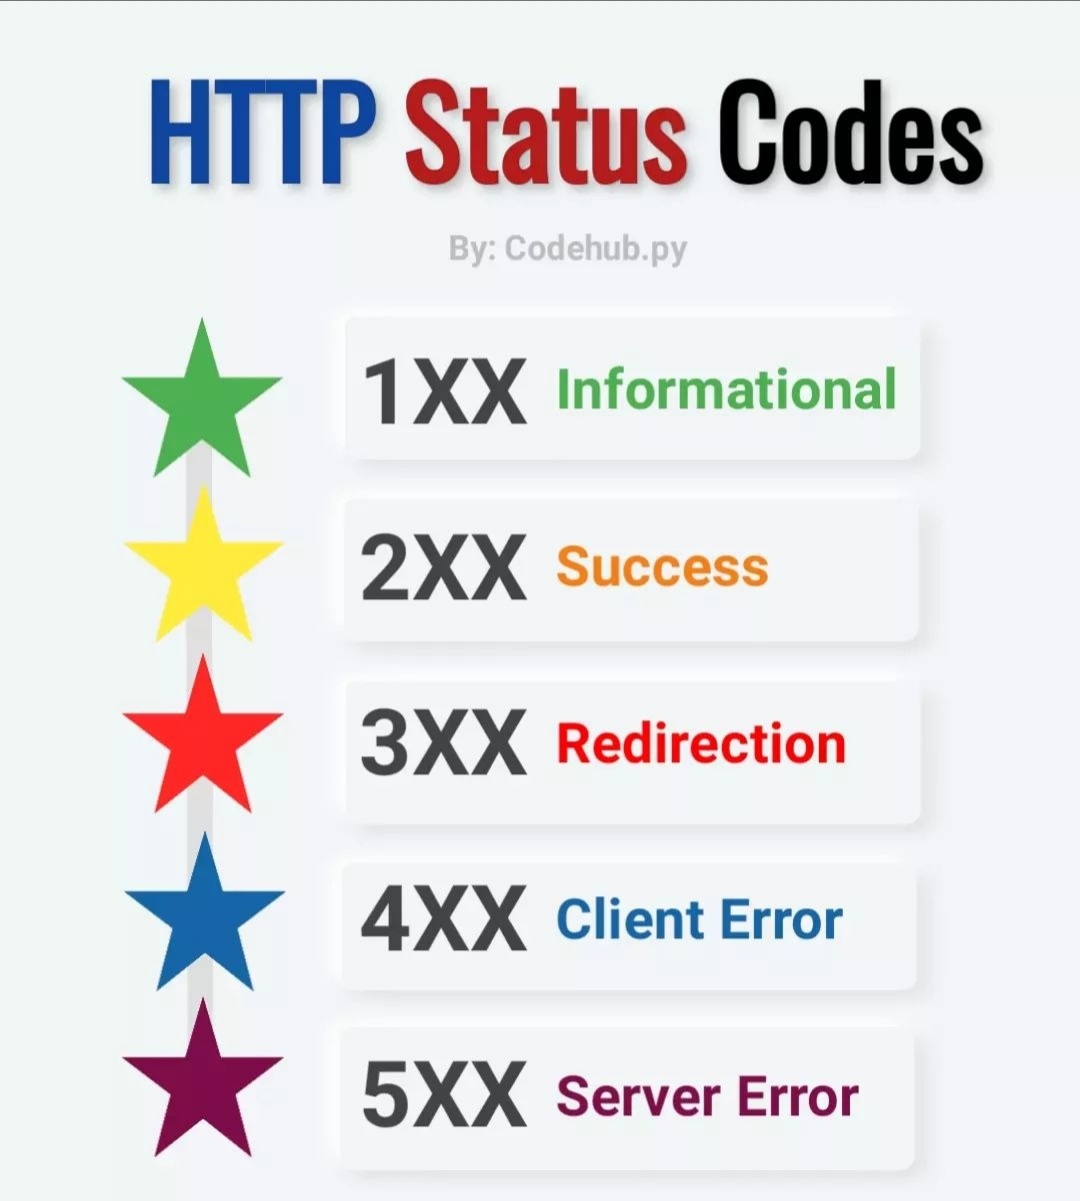 HTTP Status Codes
By: Codehub.py
1XX Informational
2XX Success
3XX Redirection
4XX Client Error
5XX Server Error